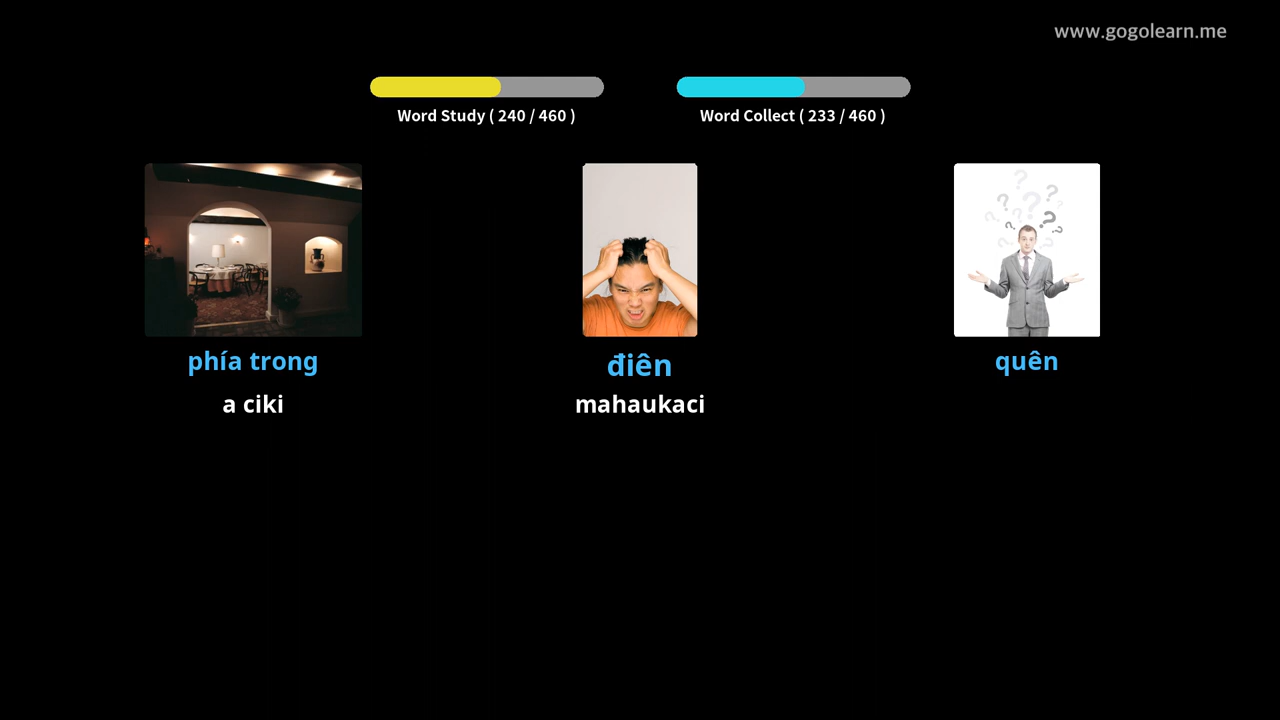 www.gogolearn.me
Word Study ( 240 / 460 )
Word Collect ( 233 / 460 )
phía trong
điên
quên
a ciki
mahaukaci